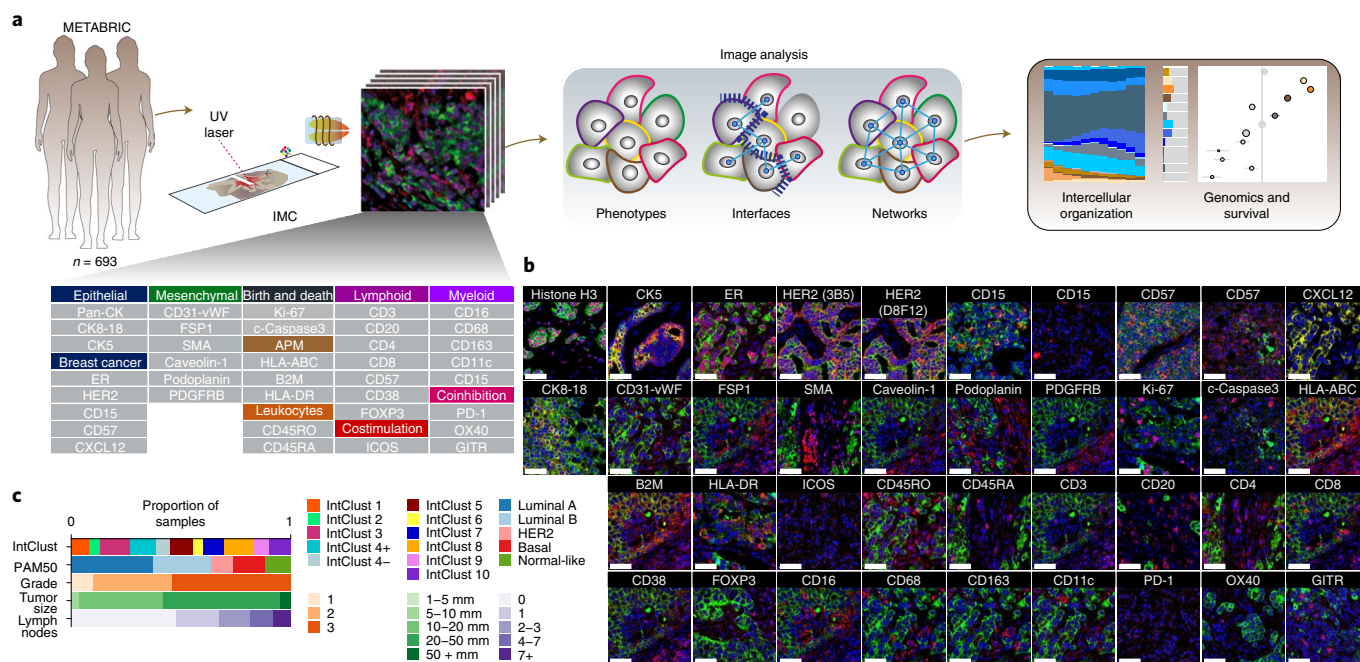 a
METABRIC
UV
laser
IMC
n = 693
Image analysis
Phenotypes
Interfaces
Networks
Intercellular
organization
Genomics and
survival
Epithelial Mesenchymal Birth and death Lymphoid Myeloid
Pan-CK CD31-vWF Ki-67 CD3 CD16
CK8-18 FSP1 c-Caspase3 CD20 CD68
CK5 SMA APM CD4 CD163
Breast cancer Caveolin-1 HLA-ABC CD8 CD11c
ER Podoplanin B2M CD57 CD15
HER2 PDGFRB HLA-DR CD38 Coinhibition
CD15 Leukocytes FOXP3 PD-1
CD57 CD45RO Costimulation OX40
CXCL12 CD45RA ICOS GITR
b
Histone H3 CK5 ER HER2 (3B5) HER2 (D8F12) CD15 CD15 CD57 CD57 CXCL12
CK8-18 CD31-vWF FSP1 SMA Caveolin-1 Podoplanin PDGFRB Ki-67 c-Caspase3 HLA-ABC
B2M HLA-DR ICOS CD45RO CD45RA CD3 CD20 CD4 CD8
CD38 FOXP3 CD16 CD68 CD163 CD11c PD-1 OX40 GITR
c
Proportion of
samples
0 1
IntClust
PAM50
Grade
Tumor
size
Lymph
nodes
IntClust 1
IntClust 2
IntClust 3
IntClust 4+
IntClust 4−
IntClust 5
IntClust 6
IntClust 7
IntClust 8
IntClust 9
IntClust 10
Luminal A
Luminal B
HER2
Basal
Normal-like
1
2
3
1–5 mm
5–10 mm
10–20 mm
20–50 mm
50 + mm
0
1
2–3
4–7
7+